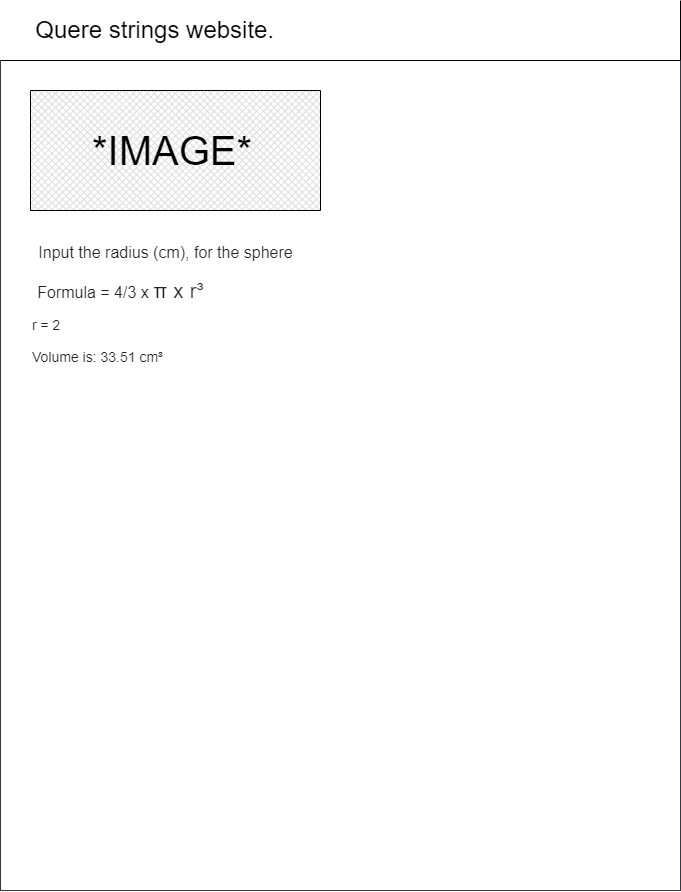 Quere strings website.
*IMAGE*
Input the radius (cm), for the sphere
Formula = 4/3 x π x r³
r = 2
Volume is: 33.51 cm³